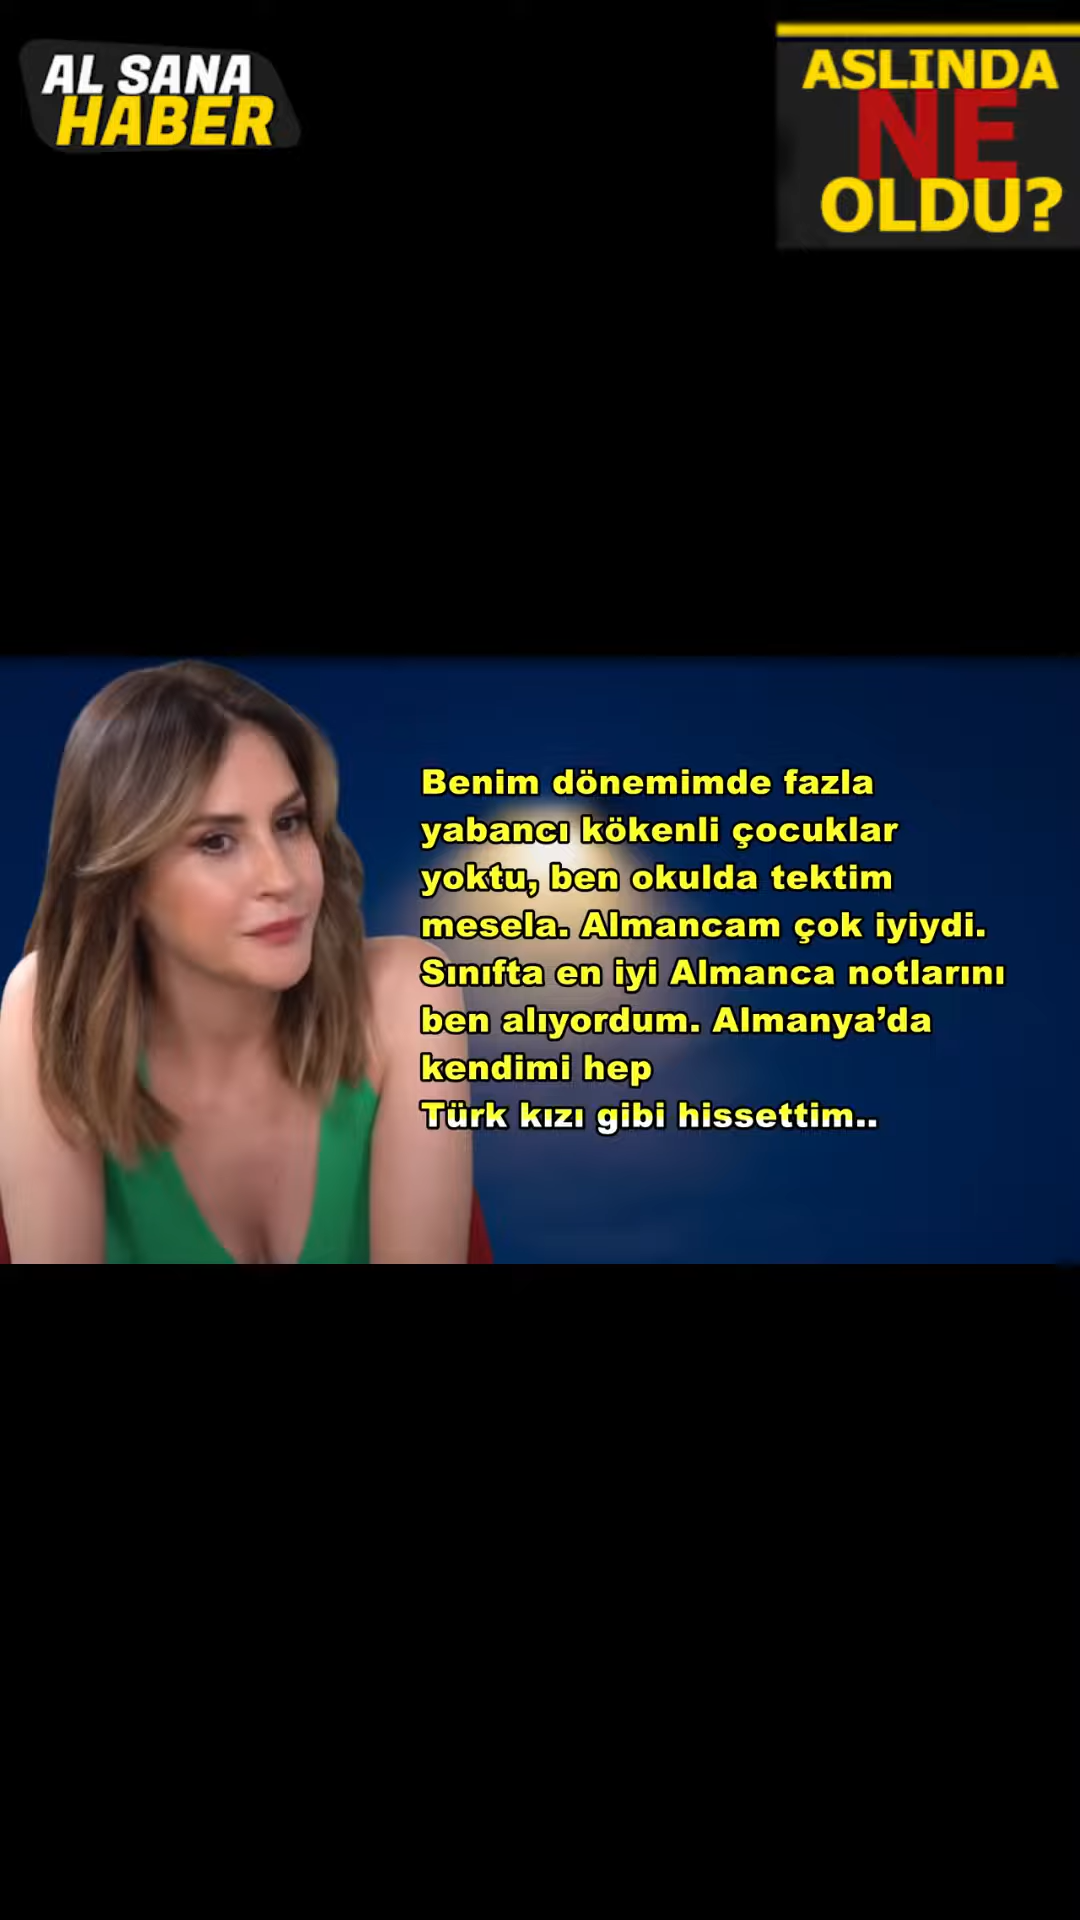 AL SANA
HABER
ASLINDA
NE
OLDU?
Benim dönemimde fazla
yabancı kökenli çocuklar
yoktu, ben okulda tektim
mesela. Almancam çok iyiydi.
Sınıfta en iyi Almanca notlarını
ben alıyordum. Almanya’da
kendimi hep
Türk kızı gibi hissettim..